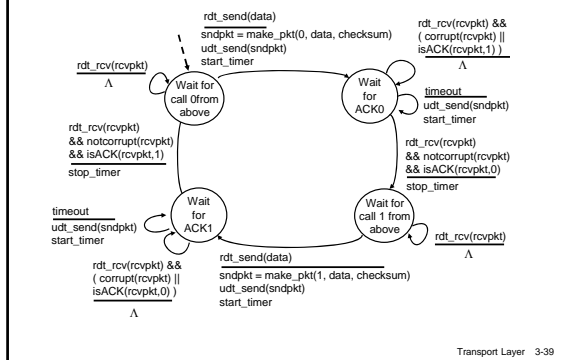 rdt_send(data)
sndpkt = make_pkt(0, data, checksum)
udt_send(sndpkt)
start_timer
rdt_rcv(rcvpkt) &&
( corrupt(rcvpkt) ||
isACK(rcvpkt,1) )
Λ
rdt_rcv(rcvpkt)
Λ
Wait for
call 0from
above
Wait
for
ACK0
timeout
udt_send(sndpkt)
start_timer
rdt_rcv(rcvpkt)
&& notcorrupt(rcvpkt)
&& isACK(rcvpkt,1)
stop_timer
rdt_rcv(rcvpkt)
&& notcorrupt(rcvpkt)
&& isACK(rcvpkt,0)
stop_timer
Wait
for
ACK1
Wait for
call 1 from
above
timeout
udt_send(sndpkt)
start_timer
rdt_rcv(rcvpkt)
Λ
rdt_rcv(rcvpkt) &&
( corrupt(rcvpkt) ||
isACK(rcvpkt,0) )
Λ
rdt_send(data)
sndpkt = make_pkt(1, data, checksum)
udt_send(sndpkt)
start_timer
Transport Layer 3-39